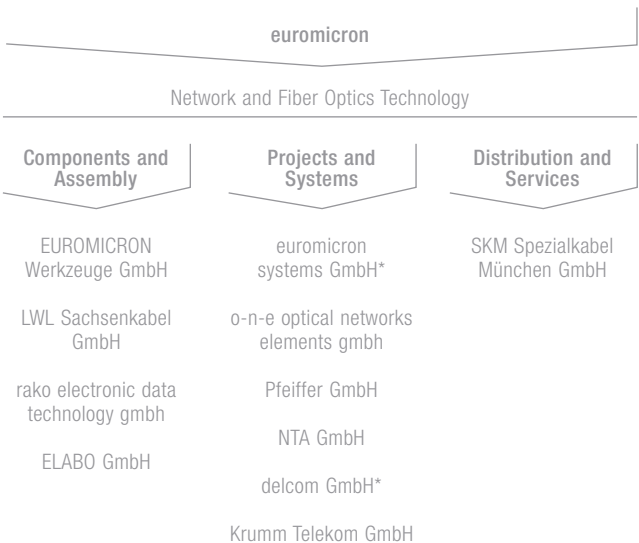 euromicron
Network and Fiber Optics Technology
Components and
Assembly
EUROMICRON
Werkzeuge GmbH
LWL Sachsenkabel
GmbH
rako electronic data
technology gmbh
ELABO GmbH
Projects and
Systems
euromicron
systems GmbH*
o-n-e optical networks
elements gmbh
Pfeiffer GmbH
NTA GmbH
delcom GmbH*
Krumm Telekom GmbH
Distribution and
Services
SKM Spezialkabel
München GmbH